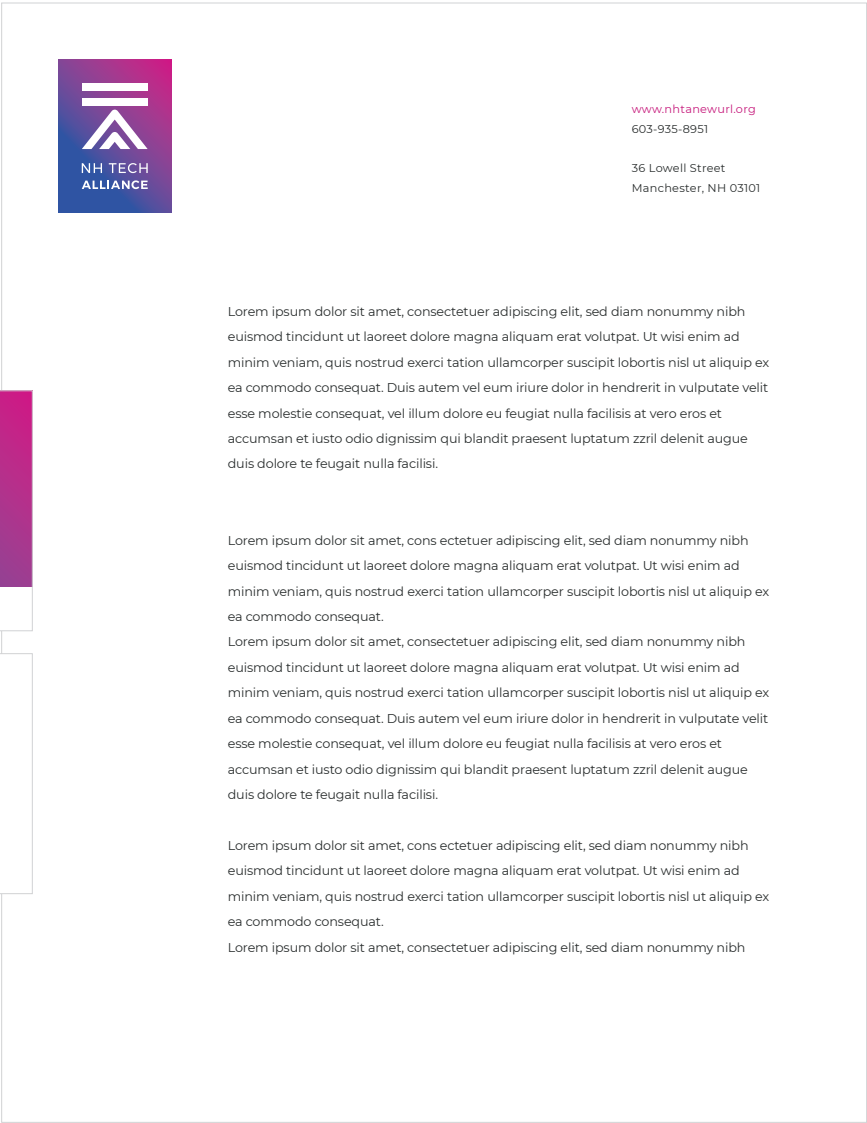 NH TECH
ALLIANCE
www.nhtanewurl.org
603-935-8951
36 Lowell Street
Manchester, NH 03101
Lorem ipsum dolor sit amet, consectetuer adipiscing elit, sed diam nonummy nibh
euismod tincidunt ut laoreet dolore magna aliquam erat volutpat. Ut wisi enim ad
minim veniam, quis nostrud exerci tation ullamcorper suscipit lobortis nisl ut aliquip ex
ea commodo consequat. Duis autem vel eum iriure dolor in hendrerit in vulputate velit
esse molestie consequat, vel illum dolore eu feugiat nulla facilisis at vero eros et
accumsan et iusto odio dignissim qui blandit praesent luptatum zzril delenit augue
duis dolore te feugait nulla facilisi.
Lorem ipsum dolor sit amet, cons ectetuer adipiscing elit, sed diam nonummy nibh
euismod tincidunt ut laoreet dolore magna aliquam erat volutpat. Ut wisi enim ad
minim veniam, quis nostrud exerci tation ullamcorper suscipit lobortis nisl ut aliquip ex
ea commodo consequat.
Lorem ipsum dolor sit amet, consectetuer adipiscing elit, sed diam nonummy nibh
euismod tincidunt ut laoreet dolore magna aliquam erat volutpat. Ut wisi enim ad
minim veniam, quis nostrud exerci tation ullamcorper suscipit lobortis nisl ut aliquip ex
ea commodo consequat. Duis autem vel eum iriure dolor in hendrerit in vulputate velit
esse molestie consequat, vel illum dolore eu feugiat nulla facilisis at vero eros et
accumsan et iusto odio dignissim qui blandit praesent luptatum zzril delenit augue
duis dolore te feugait nulla facilisi.
Lorem ipsum dolor sit amet, cons ectetuer adipiscing elit, sed diam nonummy nibh
euismod tincidunt ut laoreet dolore magna aliquam erat volutpat. Ut wisi enim ad
minim veniam, quis nostrud exerci tation ullamcorper suscipit lobortis nisl ut aliquip ex
ea commodo consequat.
Lorem ipsum dolor sit amet, consectetuer adipiscing elit, sed diam nonummy nibh